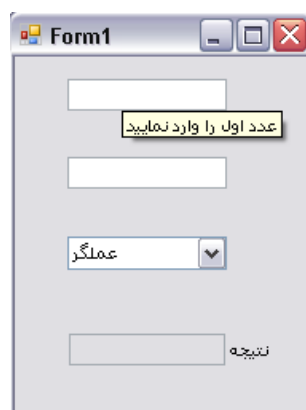 Form1
عدد اول را وارد نمایید
عملگر
نتیجه